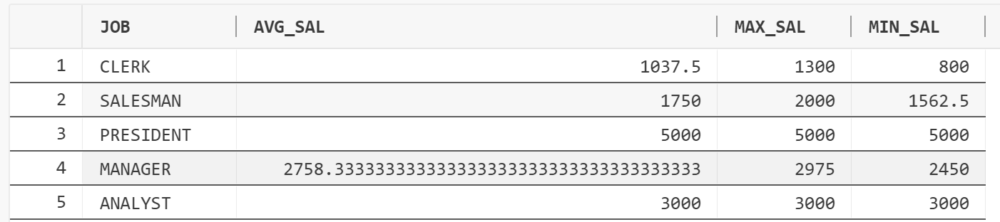 JOB AVG_SAL MAX_SAL MIN_SAL
1 CLERK 1037.5 1300 800
2 SALESMAN 1750 2000 1562.5
3 PRESIDENT 5000 5000 5000
4 MANAGER 2758.333333333333333333333333333333333333 2975 2450
5 ANALYST 3000 3000 3000